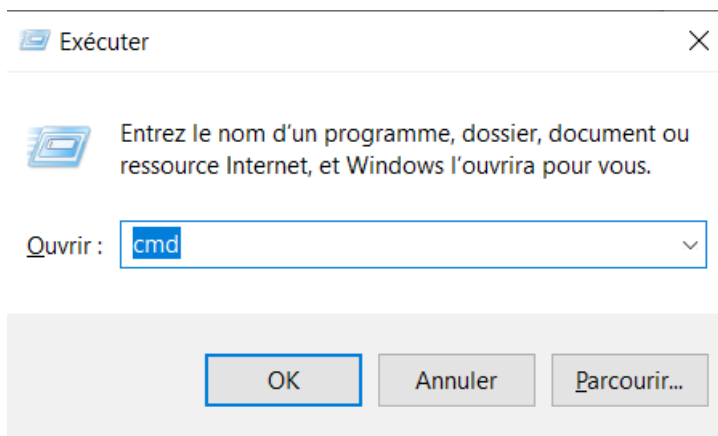 Exécuter
Entrez le nom d'un programme, dossier, document ou
ressource Internet, et Windows l'ouvrira pour vous.
Ouvrir : cmd
OK Annuler Parcourir...